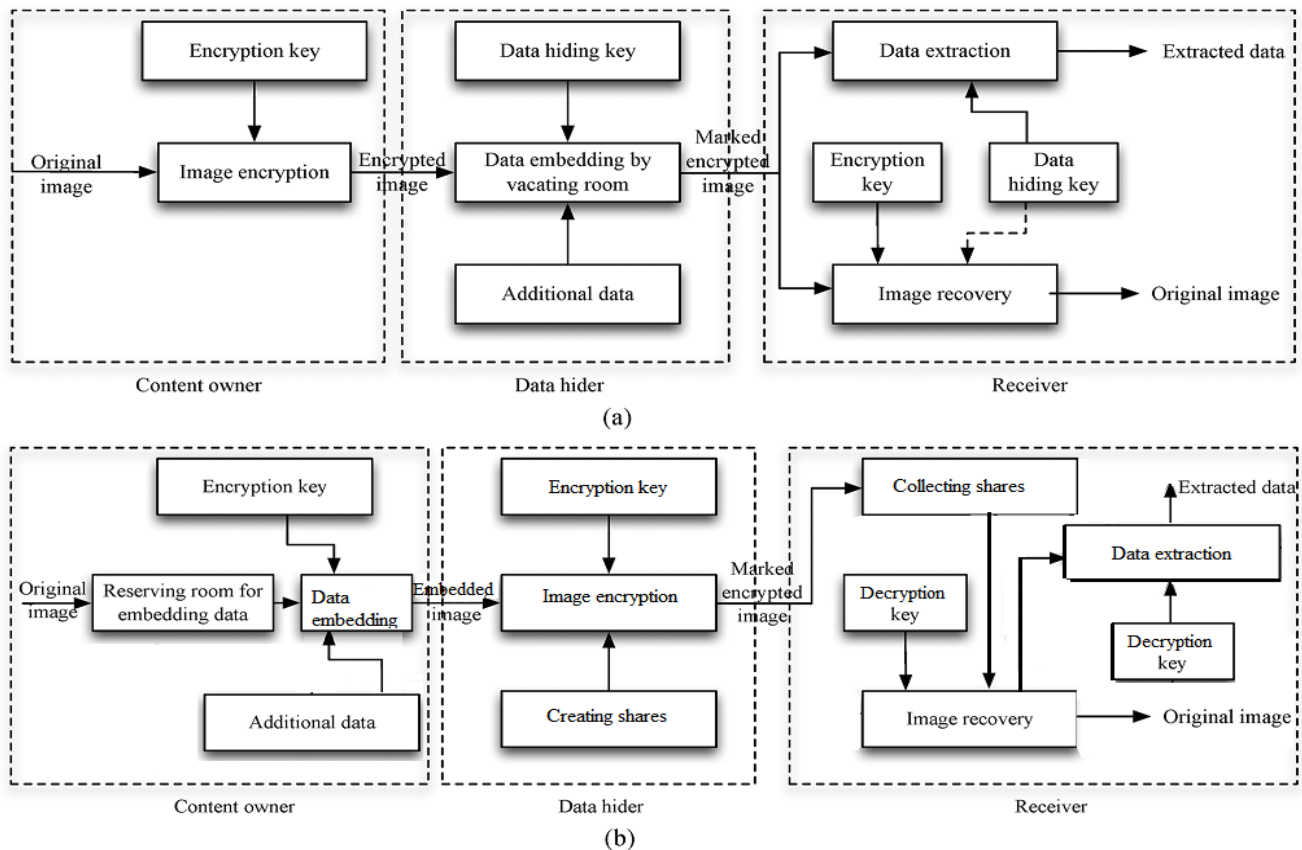 Encryption key
Data hiding key
Data extraction
Extracted data
Original
image
Image encryption
Encrypted
image
Data embedding by
vacating room
Marked
encrypted
image
Encryption
key
Data
hiding key
Additional data
Image recovery
Original image
Content owner
Data hider
Receiver
(a)
Encryption key
Encryption key
Collecting shares
Extracted data
Data extraction
Original
image
Reserving room for
embedding data
Data
embedding
Embedded
image
Image encryption
Marked
encrypted
image
Decryption
key
Decryption
key
Additional data
Creating shares
Image recovery
Original image
Content owner
Data hider
Receiver
(b)